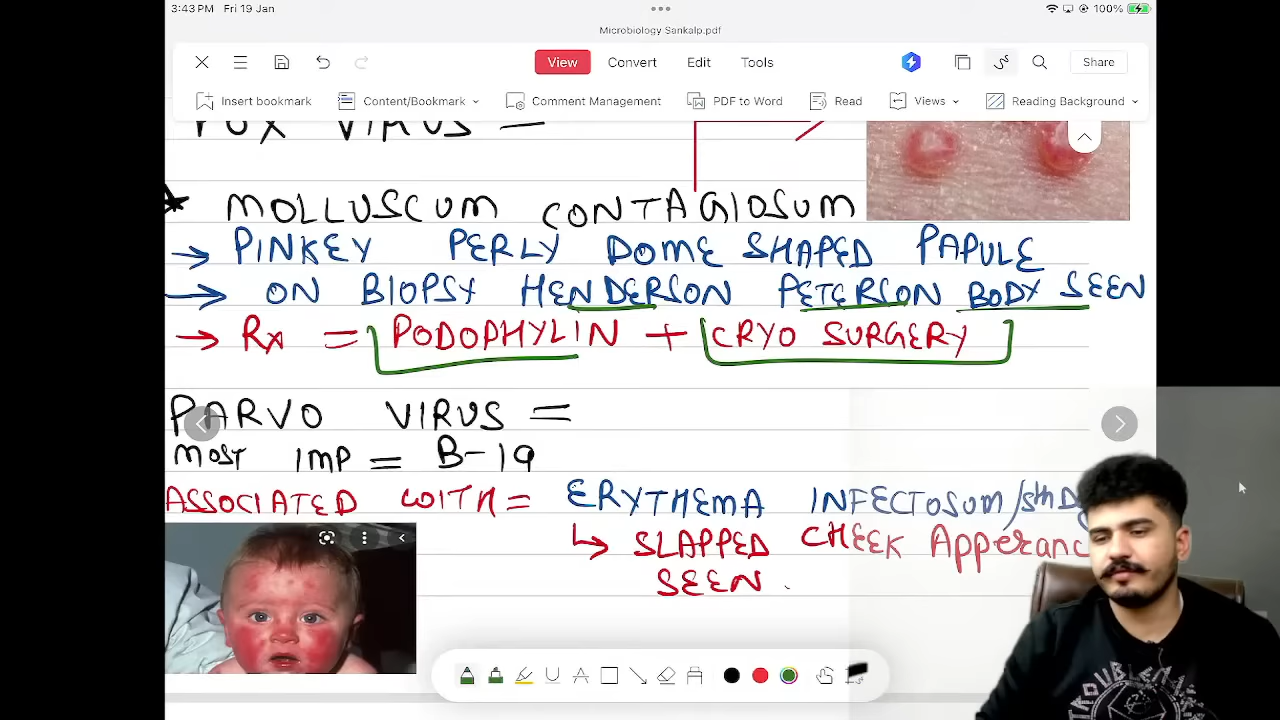 3:43 PM Fri 19 Jan
100%
Microbiology Sankalp.pdf
View Convert Edit Tools
Share
Insert bookmark Content/Bookmark Comment Management PDF to Word Read Views Reading Background
POX VIRUS =
★ MOLLUSCUM CONTAGIOSUM
→ PINKEY PERLY DOME SHAPED PAPULE
→ ON BIOPSY HENDERSON PETERSON BODY SEEN
→ Rx = PODOPHYLIN + CRYO SURGERY
PARVO VIRUS =
MOST IMP = B-19
ASSOCIATED WITH = ERYTHEMA INFECTOSUM/5th D
↳ SLAPPED CHEEK Apperanc
SEEN